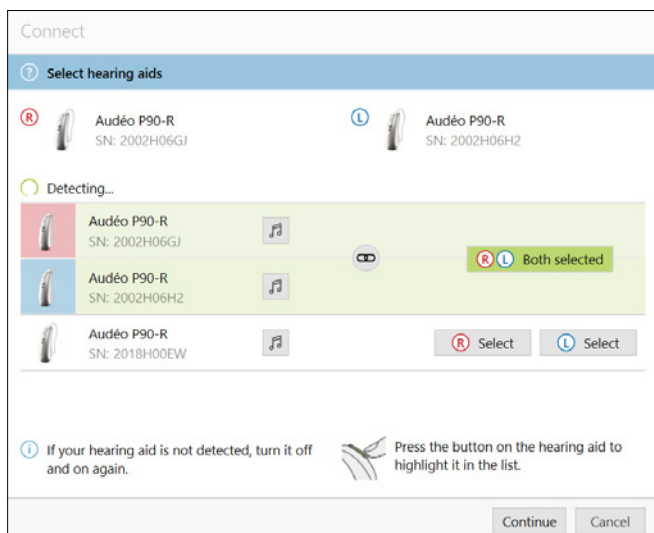 Connect
? Select hearing aids
R Audéo P90-R
SN: 2002H06GJ
L Audéo P90-R
SN: 2002H06H2
Detecting...
Audéo P90-R
SN: 2002H06GJ
R L Both selected
Audéo P90-R
SN: 2002H06H2
Audéo P90-R
SN: 2018H00EW
R Select
L Select
i If your hearing aid is not detected, turn it off
and on again.
Press the button on the hearing aid to
highlight it in the list.
Continue
Cancel